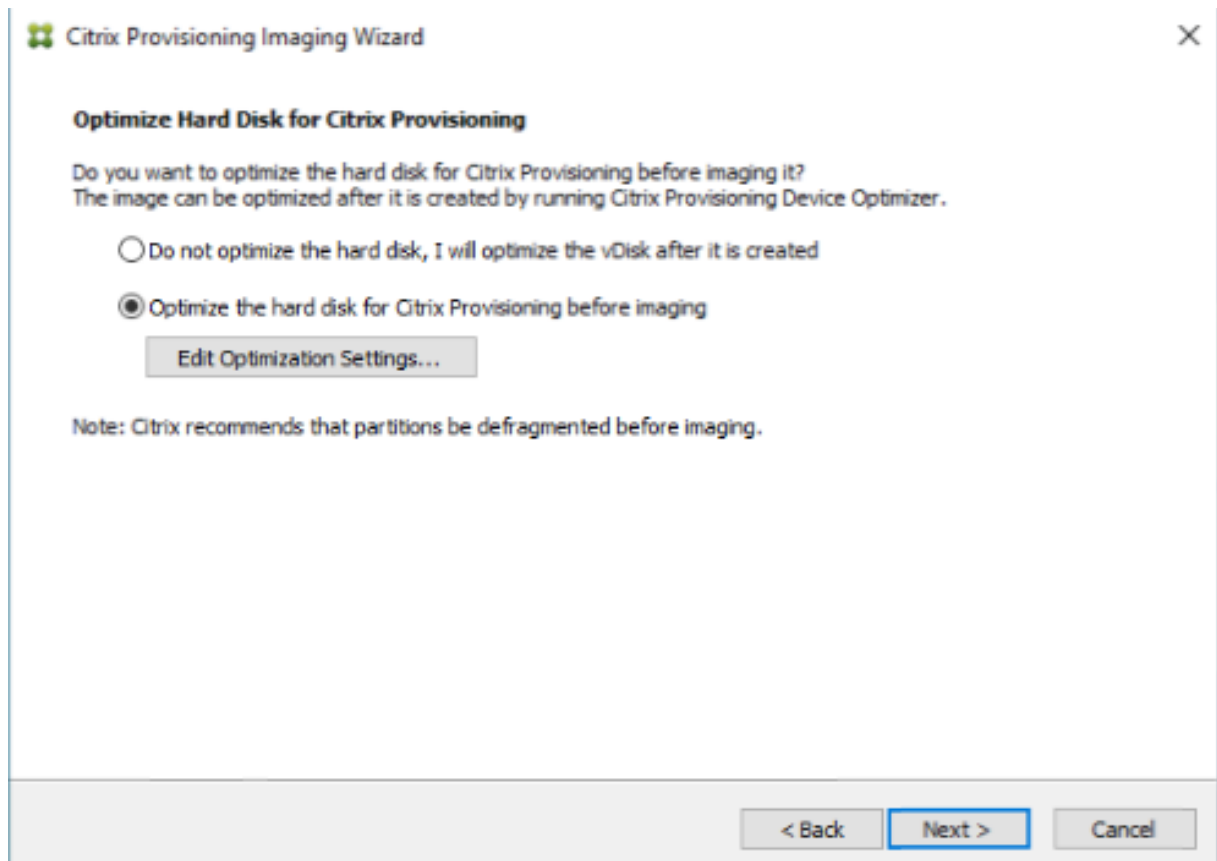 Citrix Provisioning Imaging Wizard
Optimize Hard Disk for Citrix Provisioning
Do you want to optimize the hard disk for Citrix Provisioning before imaging it?
The image can be optimized after it is created by running Citrix Provisioning Device Optimizer.
Do not optimize the hard disk, I will optimize the vDisk after it is created
Optimize the hard disk for Citrix Provisioning before imaging
Edit Optimization Settings...
Note: Citrix recommends that partitions be defragmented before imaging.
< Back Next > Cancel